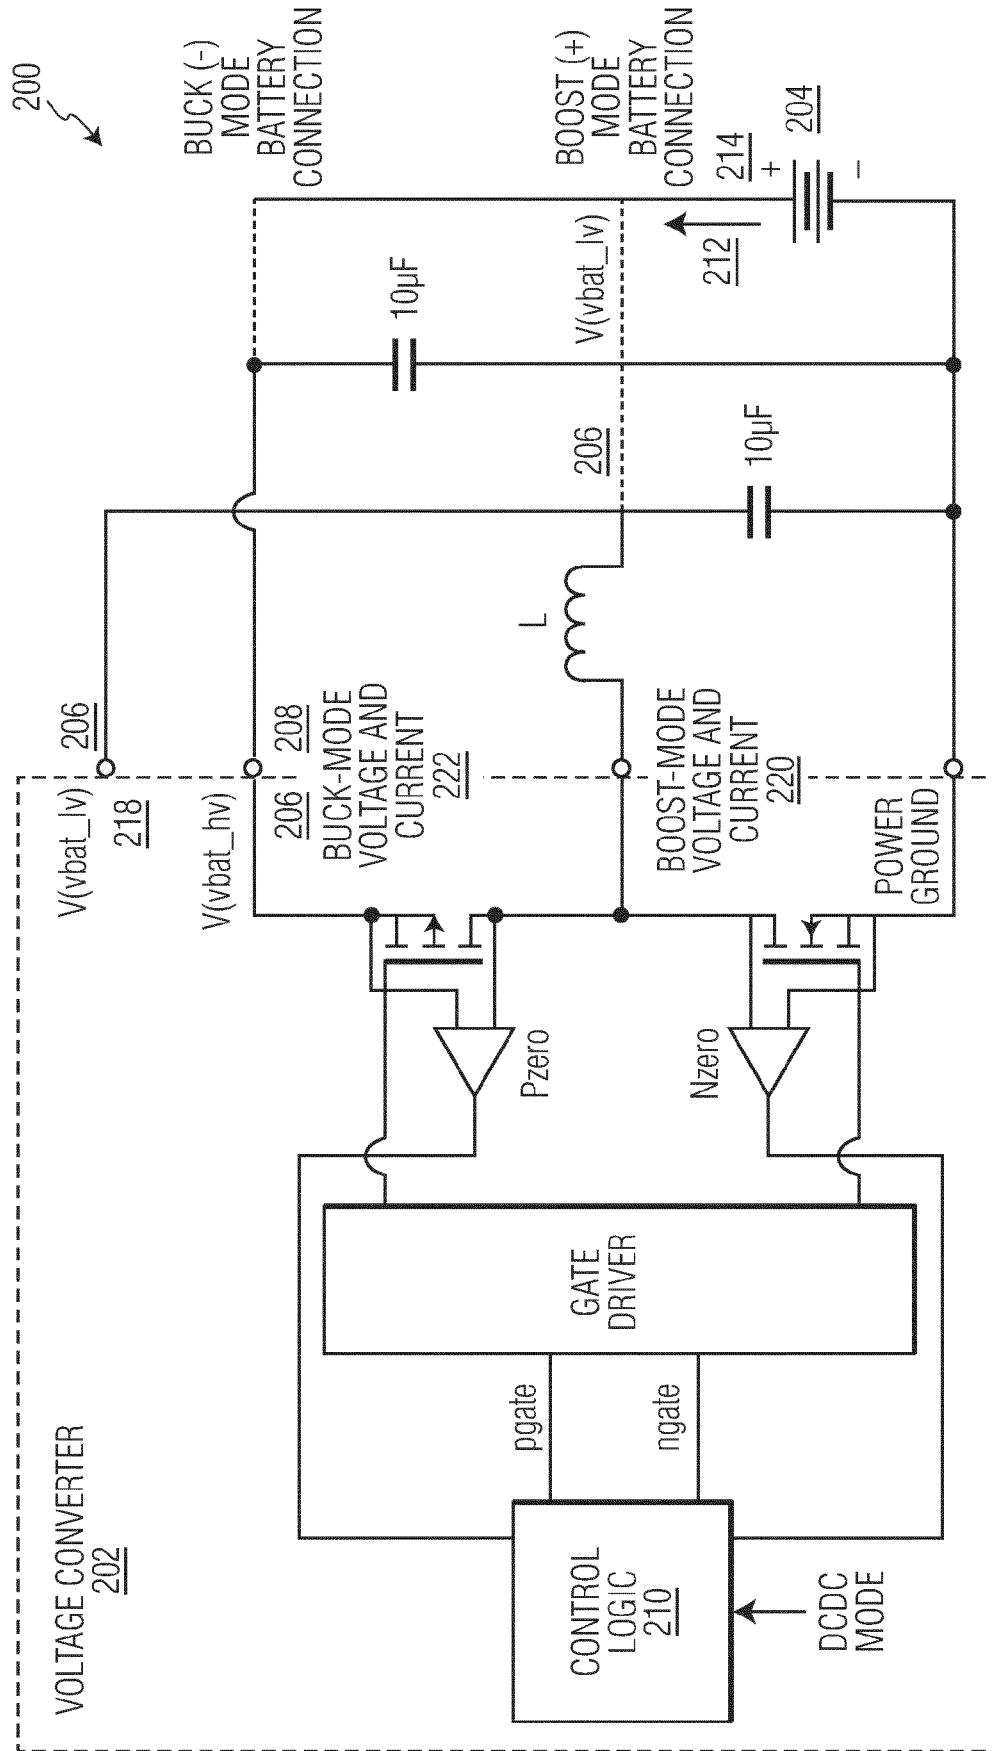 200
BUCK (-)
MODE
BATTERY
CONNECTION
BOOST (+)
MODE
BATTERY
CONNECTION
214
+
204
-
212
V(vbat_lv)
10µF
206
10µF
L
206
208
V(vbat_lv)
218
V(vbat_hv)
206
BUCK-MODE
VOLTAGE AND
CURRENT
222
BOOST-MODE
VOLTAGE AND
CURRENT
220
POWER
GROUND
Pzero
Nzero
GATE
DRIVER
pgate
ngate
VOLTAGE CONVERTER
202
CONTROL
LOGIC
210
DCDC
MODE